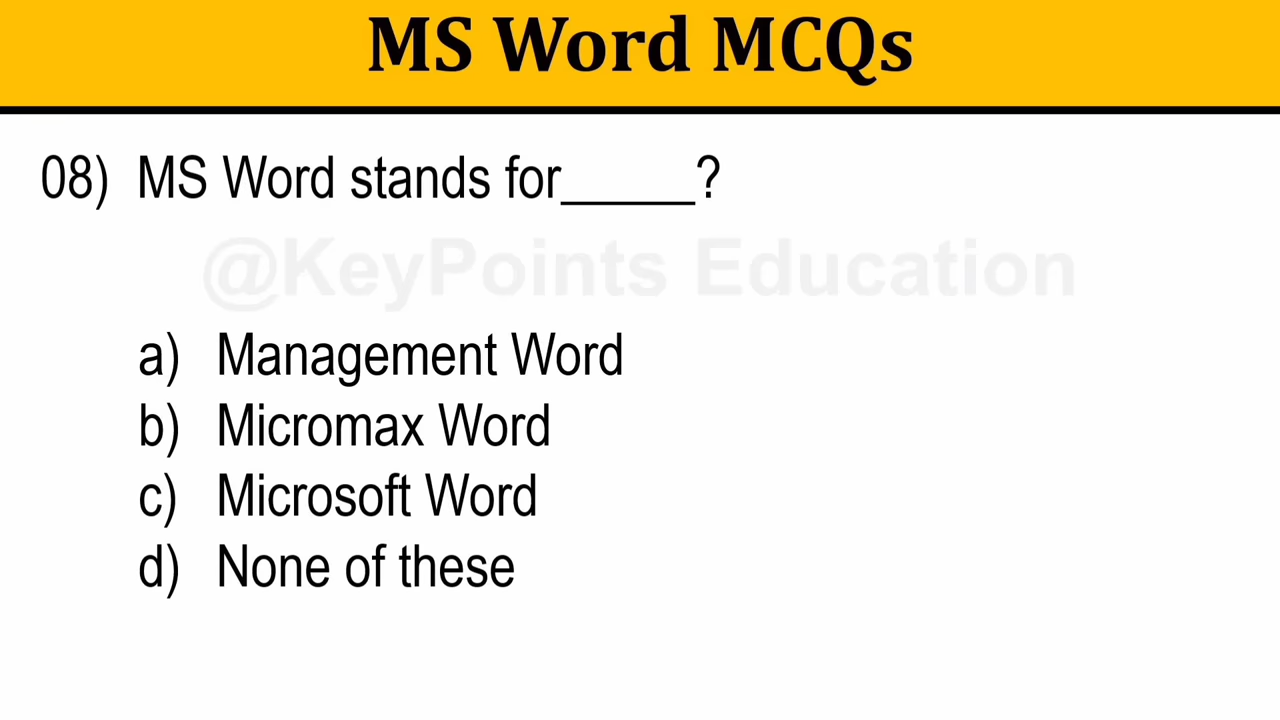 MS Word MCQs
08) MS Word stands for_____?
@KeyPoints Education
a) Management Word
b) Micromax Word
c) Microsoft Word
d) None of these